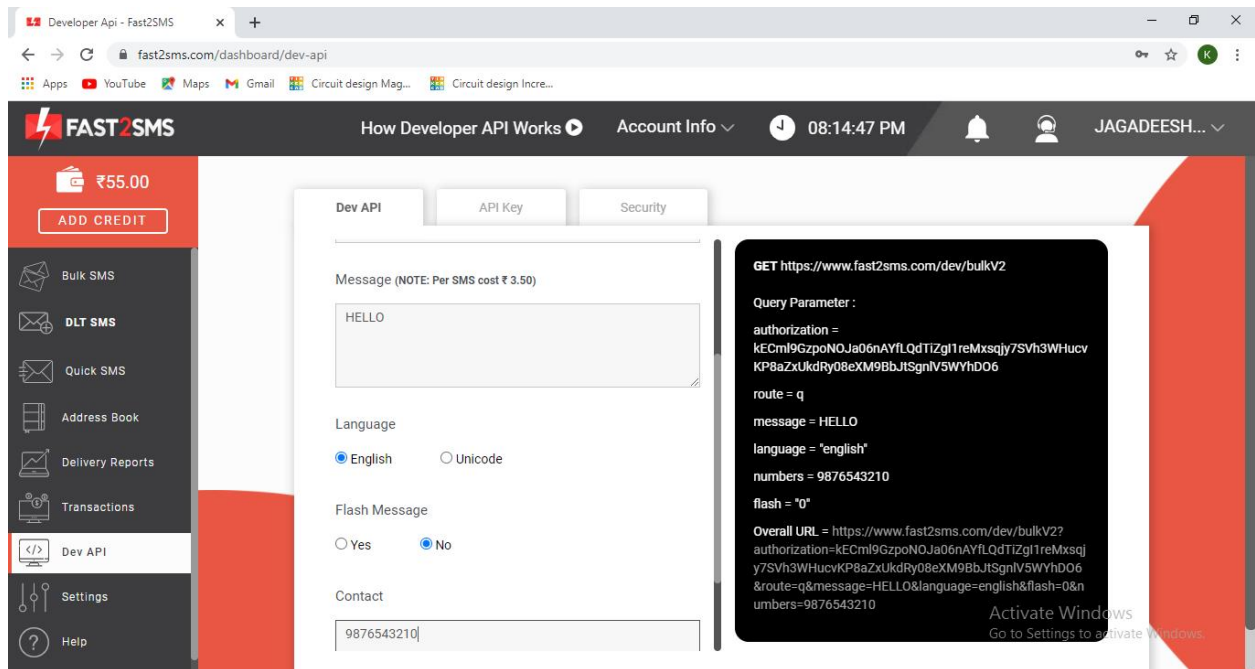 Developer Api - Fast2SMS
fast2sms.com/dashboard/dev-api
K
Apps YouTube Maps Gmail Circuit design Mag... Circuit design Incre...
FAST2SMS How Developer API Works Account Info 08:14:47 PM JAGADEESH...
₹55.00
ADD CREDIT
Bulk SMS
DLT SMS
Quick SMS
Address Book
Delivery Reports
Transactions
Dev API
Settings
Help
Dev API API Key Security
Message (NOTE: Per SMS cost ₹ 3.50)
HELLO
Language
English Unicode
Flash Message
Yes No
Contact
9876543210
GET https://www.fast2sms.com/dev/bulkV2
Query Parameter :
authorization =
kECml9GzpoNOJa06nAYfLQdTiZgI1reMxsqjy7SVh3WHucv
KP8aZxUkdRy08eXM9BbJtSgnlV5WYhDO6
route = q
message = HELLO
language = "english"
numbers = 9876543210
flash = "0"
Overall URL = https://www.fast2sms.com/dev/bulkV2?
authorization=kECml9GzpoNOJa06nAYfLQdTiZgI1reMxsqj
y7SVh3WHucvKP8aZxUkdRy08eXM9BbJtSgnlV5WYhDO6
&route=q&message=HELLO&language=english&flash=0&n
umbers=9876543210
Activate Windows
Go to Settings to activate Windows.